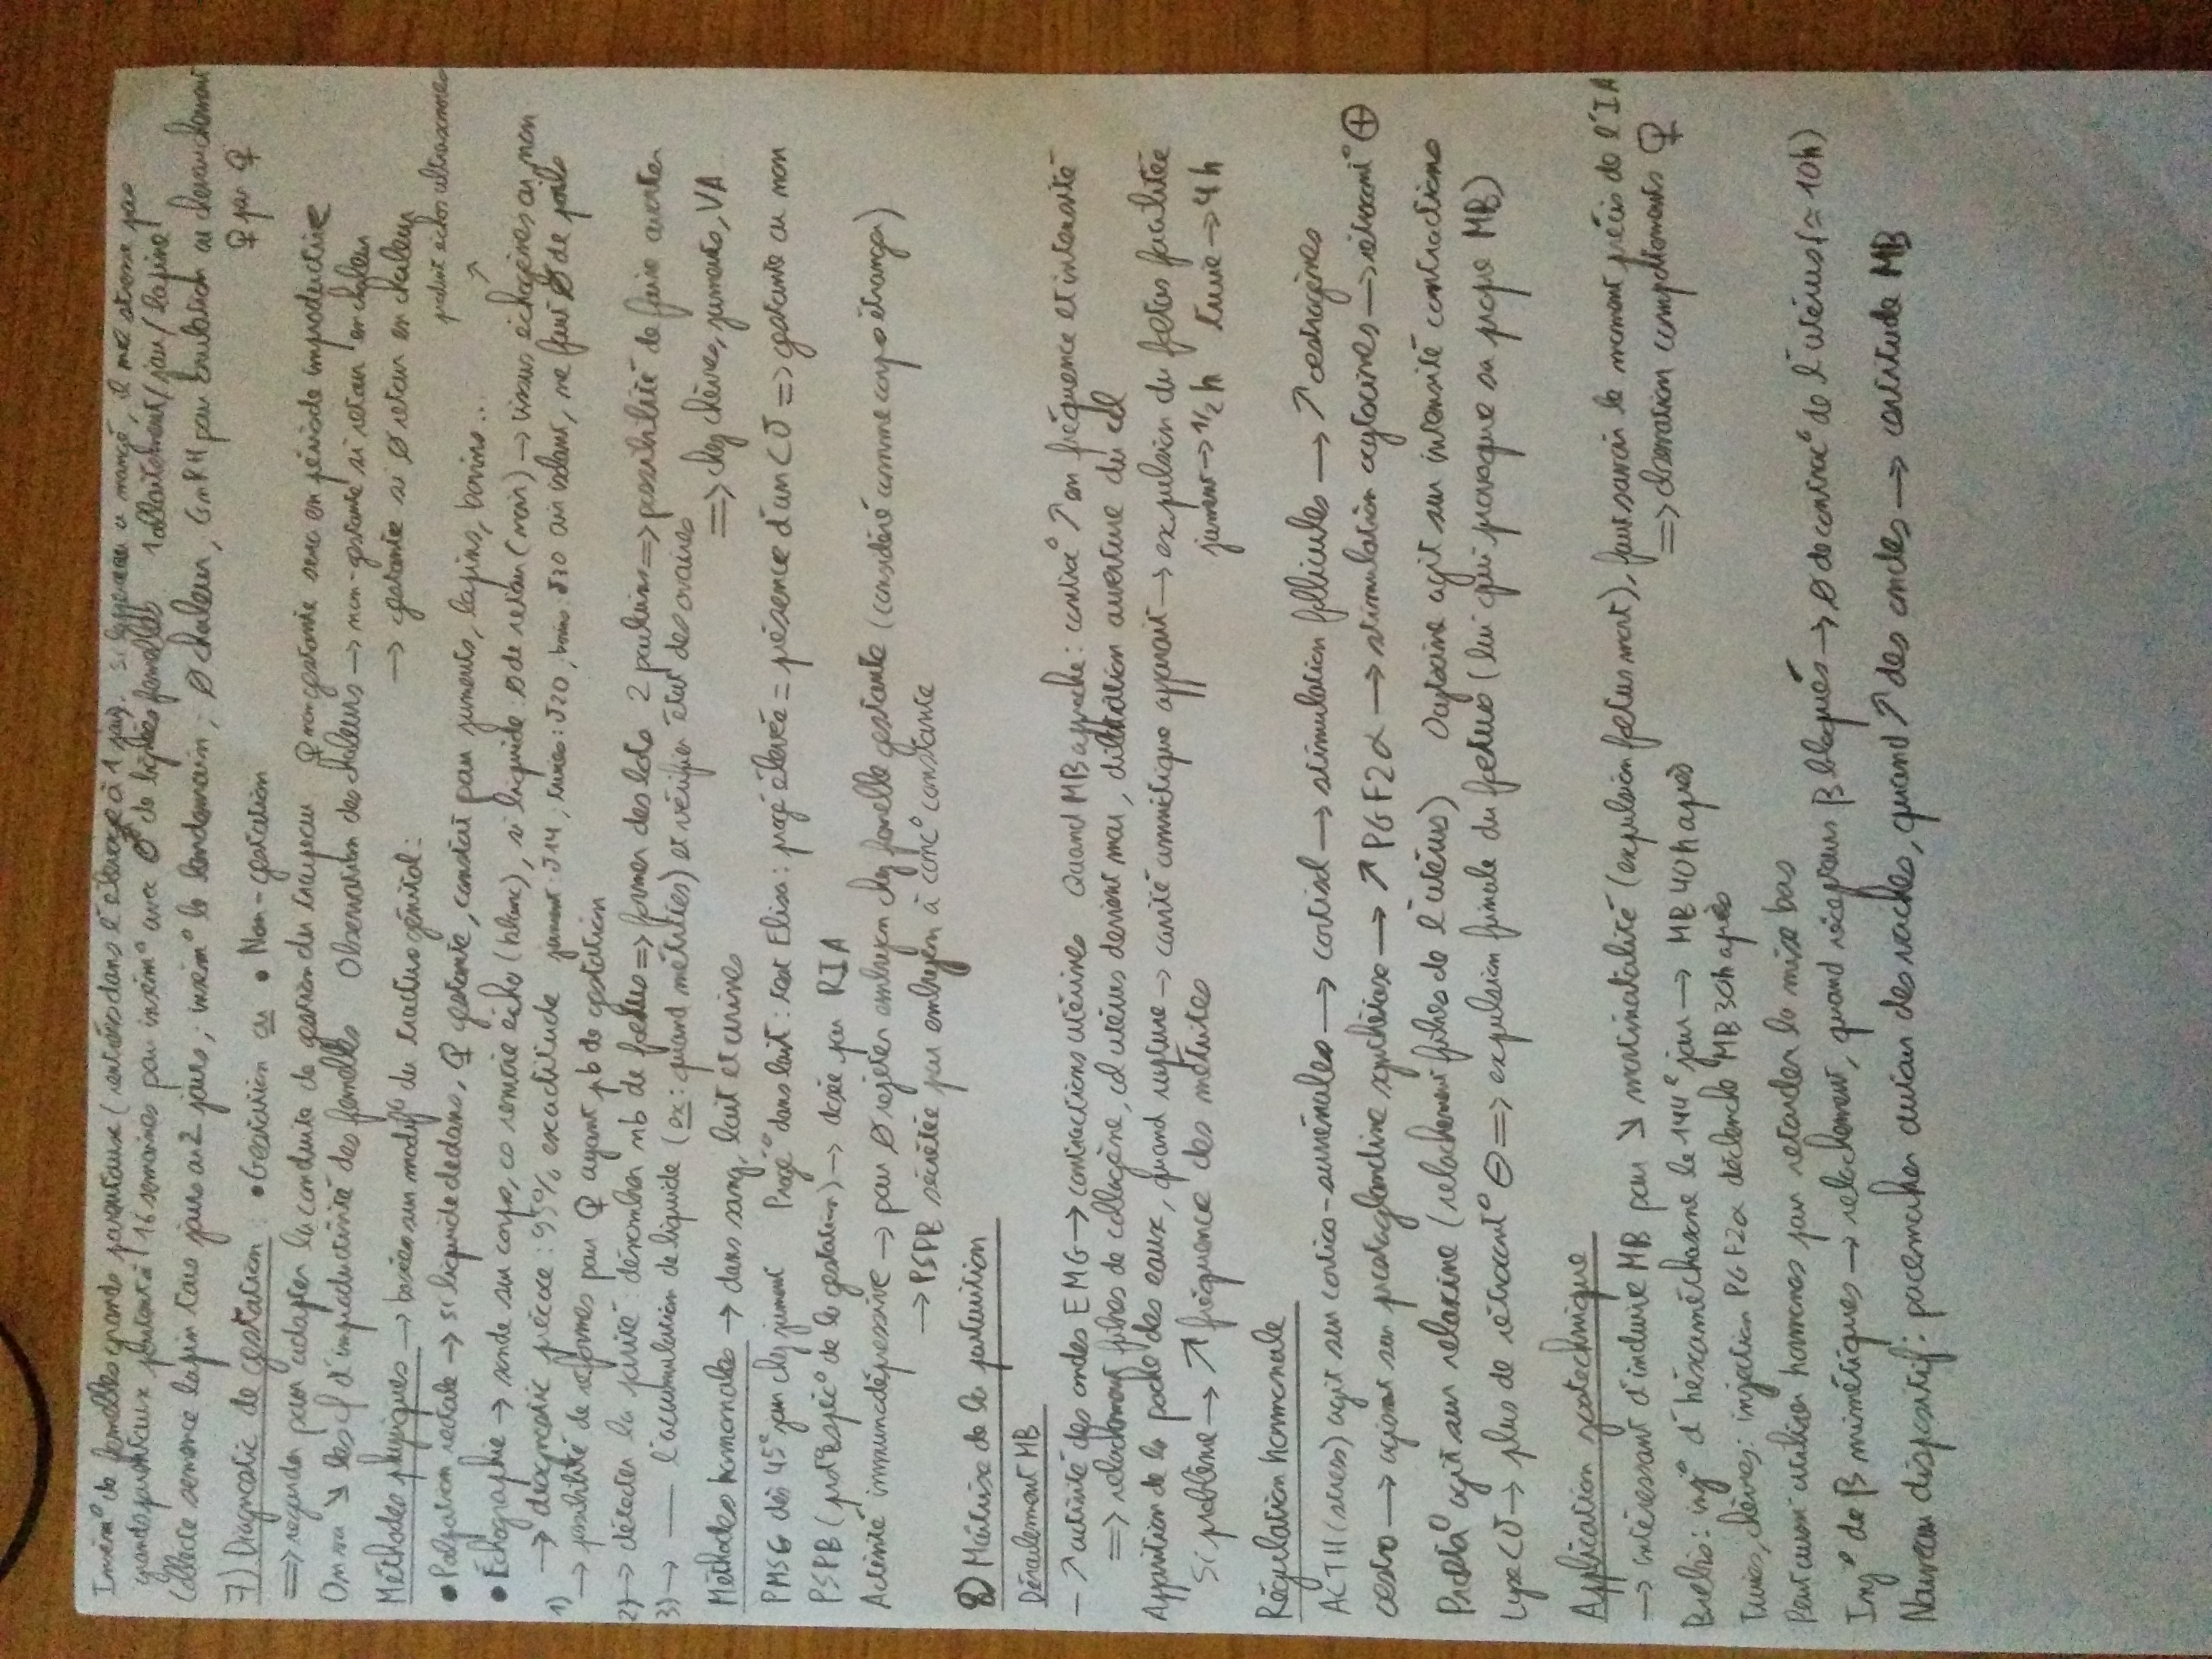 Insém° de femelles grands parentaux (rentrées dans l'élevage à 1 jour). si lapereau a mangé, il ne stresse pas
grands parentaux partent à 16 semaines pour insém° avec ♂ de lignées femelles 1 allaitement/jour/lapine
Collecte semence lapin tous jours ou 2 jours, insém° le lendemain, Ø chaleur, GnRH pour ovulation ou chevauchement
♀ par ♀
7) Diagnostic de gestation : • Gestation ou • Non-gestation
=> regarder pour adapter la conduite de gestion du troupeau ♀ non gestante sera en période improductive
On va ↘ les d'improductivité des femelles Observation des chaleurs → non-gestante si retour en chaleur
→ gestante si Ø retour en chaleur
Méthodes physiques → basées sur modif° du tractus génital :
produit échos ultrasonores
• Palpation rectale → si liquide dedans, ♀ gestante, constat pour juments, lapins, bovins..
• Échographie → sonde sur corps, ça renvoie écho (blanc), si liquide Ø de retour (noir) → tissus échogènes ou non
→ diagnostic précoce : 95% exactitude jument : J14 ; truies : J20 ; bovins : J30 air isolant, ne faut Ø de poils
1) → possibilité de réformes pour ♀ ayant pb de gestation
2) → détecter la parité : dénombrer nb de foetus => former des lots 2 poulains => possibilité de faire avorter
3) → —— l'accumulation de liquide (ex : quand métrites) et vérifier état des ovaires
=> chez chèvres, juments, VA
Méthodes hormonales → dans sang, lait et urines
PMSG dès 45e jour chez jument Progé° dans lait : test Elisa : progé élevée = présence d'un CJ => gestante ou non
PSPB (prot° B spéc° de la gestation) → dosée par RIA
Activité immunodépressive → pour Ø rejeter embryon chez femelle gestante (considéré comme corps étranger)
→ PSPB sécrétée par embryon à conc° constante
8) Maîtrise de la parturition
Déroulement MB
- ↗ activité des ondes EMG → contractions utérines Quand MB approche : contrac° ↗ en fréquence et intensité
=> relachement fibres de collagène, col utérus devient mou, dilatation ouverture du col
Apparition de la poche des eaux, quand rupture → cavité amniotique apparait → expulsion du foetus facilitée
Si problème → ↗ fréquence des métrites jument → 1/2 h truie → 4 h
Régulation hormonale
ACTH (stress) agit sur cortico-surrénales → cortisol → stimulation follicules → ↗ oestrogènes
oestro → agissent sur prostaglandine synthétase → ↗ PGF2α → stimulation ocytocines → rétrocont° ⊕
Prosta° agit sur relaxine (relachement fibres de l'utérus) Ocytocine agit sur intensité contractions
Lyse CJ → plus de rétrocont° ⊖ => expulsion finale du foetus (lui qui provoque sa propre MB)
Application zootechnique
→ intéressant d'induire MB pour ↘ mortinatalité (expulsion foetus mort), faut savoir le moment précis de l'IA
=> observation comportements ♀
Brebis : inj° d'héxaméthasone le 144e jour → MB 40h après
Truies, chèvres : injection PGF2α déclenche MB 30h après
Peut aussi utiliser hormones pour retarder la mise bas
Inj° de β mimétiques → relachement, quand récepteurs β bloqués → Ø de contrac° de l'utérus (≃ 10h)
Nouveau dispositif : pacemaker autour des vaches, quand ↗ des ondes → certitude MB